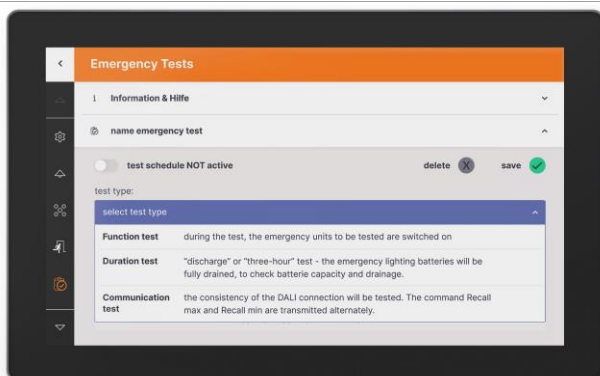 Emergency Tests
i Information & Hilfe
name emergency test
test schedule NOT active delete X save
test type:
select test type
Function test during the test, the emergency units to be tested are switched on
Duration test "discharge" or "three-hour" test - the emergency lighting batteries will be
fully drained, to check batterie capacity and drainage.
Communication the consistency of the DALI connection will be tested. The command Recall
test max and Recall min are transmitted alternately.